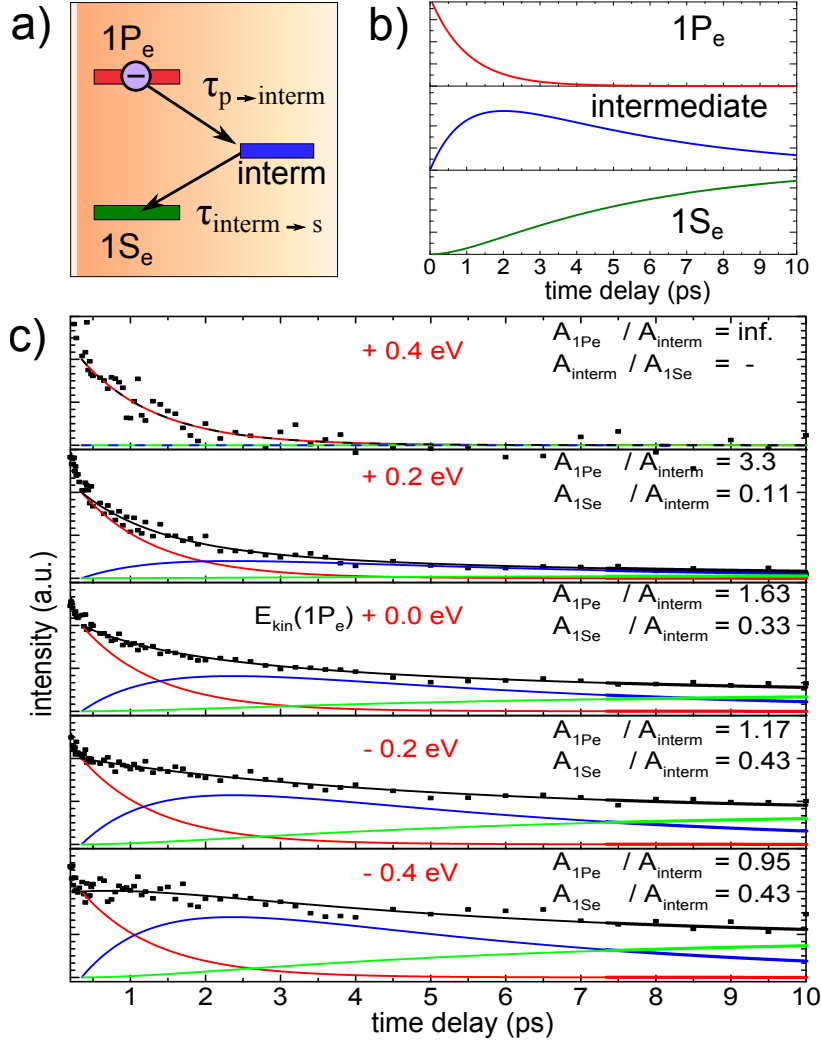 a)
1Pₑ
τ p→interm
interm
τ interm→s
1Sₑ
b)
1Pₑ
intermediate
1Sₑ
0 1 2 3 4 5 6 7 8 9 10
time delay (ps)
c)
intensity (a.u.)
+ 0.4 eV
A1Pe / Ainterm = inf.
Ainterm / A1Se = -
+ 0.2 eV
A1Pe / Ainterm = 3.3
A1Se / Ainterm = 0.11
Ekin(1Pₑ) + 0.0 eV
A1Pe / Ainterm = 1.63
A1Se / Ainterm = 0.33
- 0.2 eV
A1Pe / Ainterm = 1.17
A1Se / Ainterm = 0.43
- 0.4 eV
A1Pe / Ainterm = 0.95
A1Se / Ainterm = 0.43
1 2 3 4 5 6 7 8 9 10
time delay (ps)